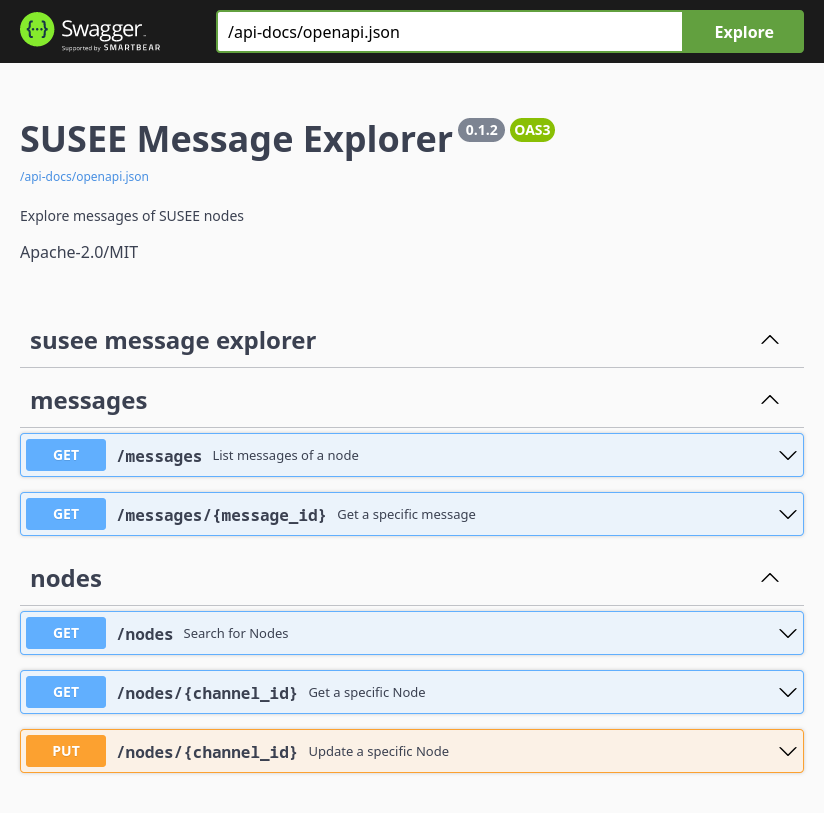 Swagger
Supported by SMARTBEAR
/api-docs/openapi.json
Explore
SUSEE Message Explorer 0.1.2 OAS3
/api-docs/openapi.json
Explore messages of SUSEE nodes
Apache-2.0/MIT
susee message explorer
messages
GET /messages List messages of a node
GET /messages/{message_id} Get a specific message
nodes
GET /nodes Search for Nodes
GET /nodes/{channel_id} Get a specific Node
PUT /nodes/{channel_id} Update a specific Node